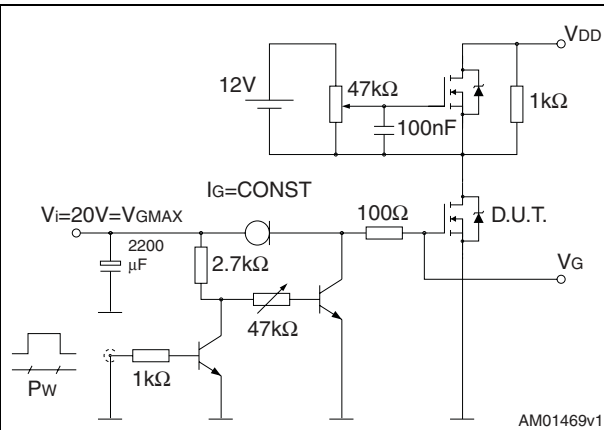 VDD
12V
47kΩ
1kΩ
100nF
IG=CONST
Vi=20V=VGMAX
100Ω
D.U.T.
2200
μF
2.7kΩ
VG
47kΩ
1kΩ
PW
AM01469v1